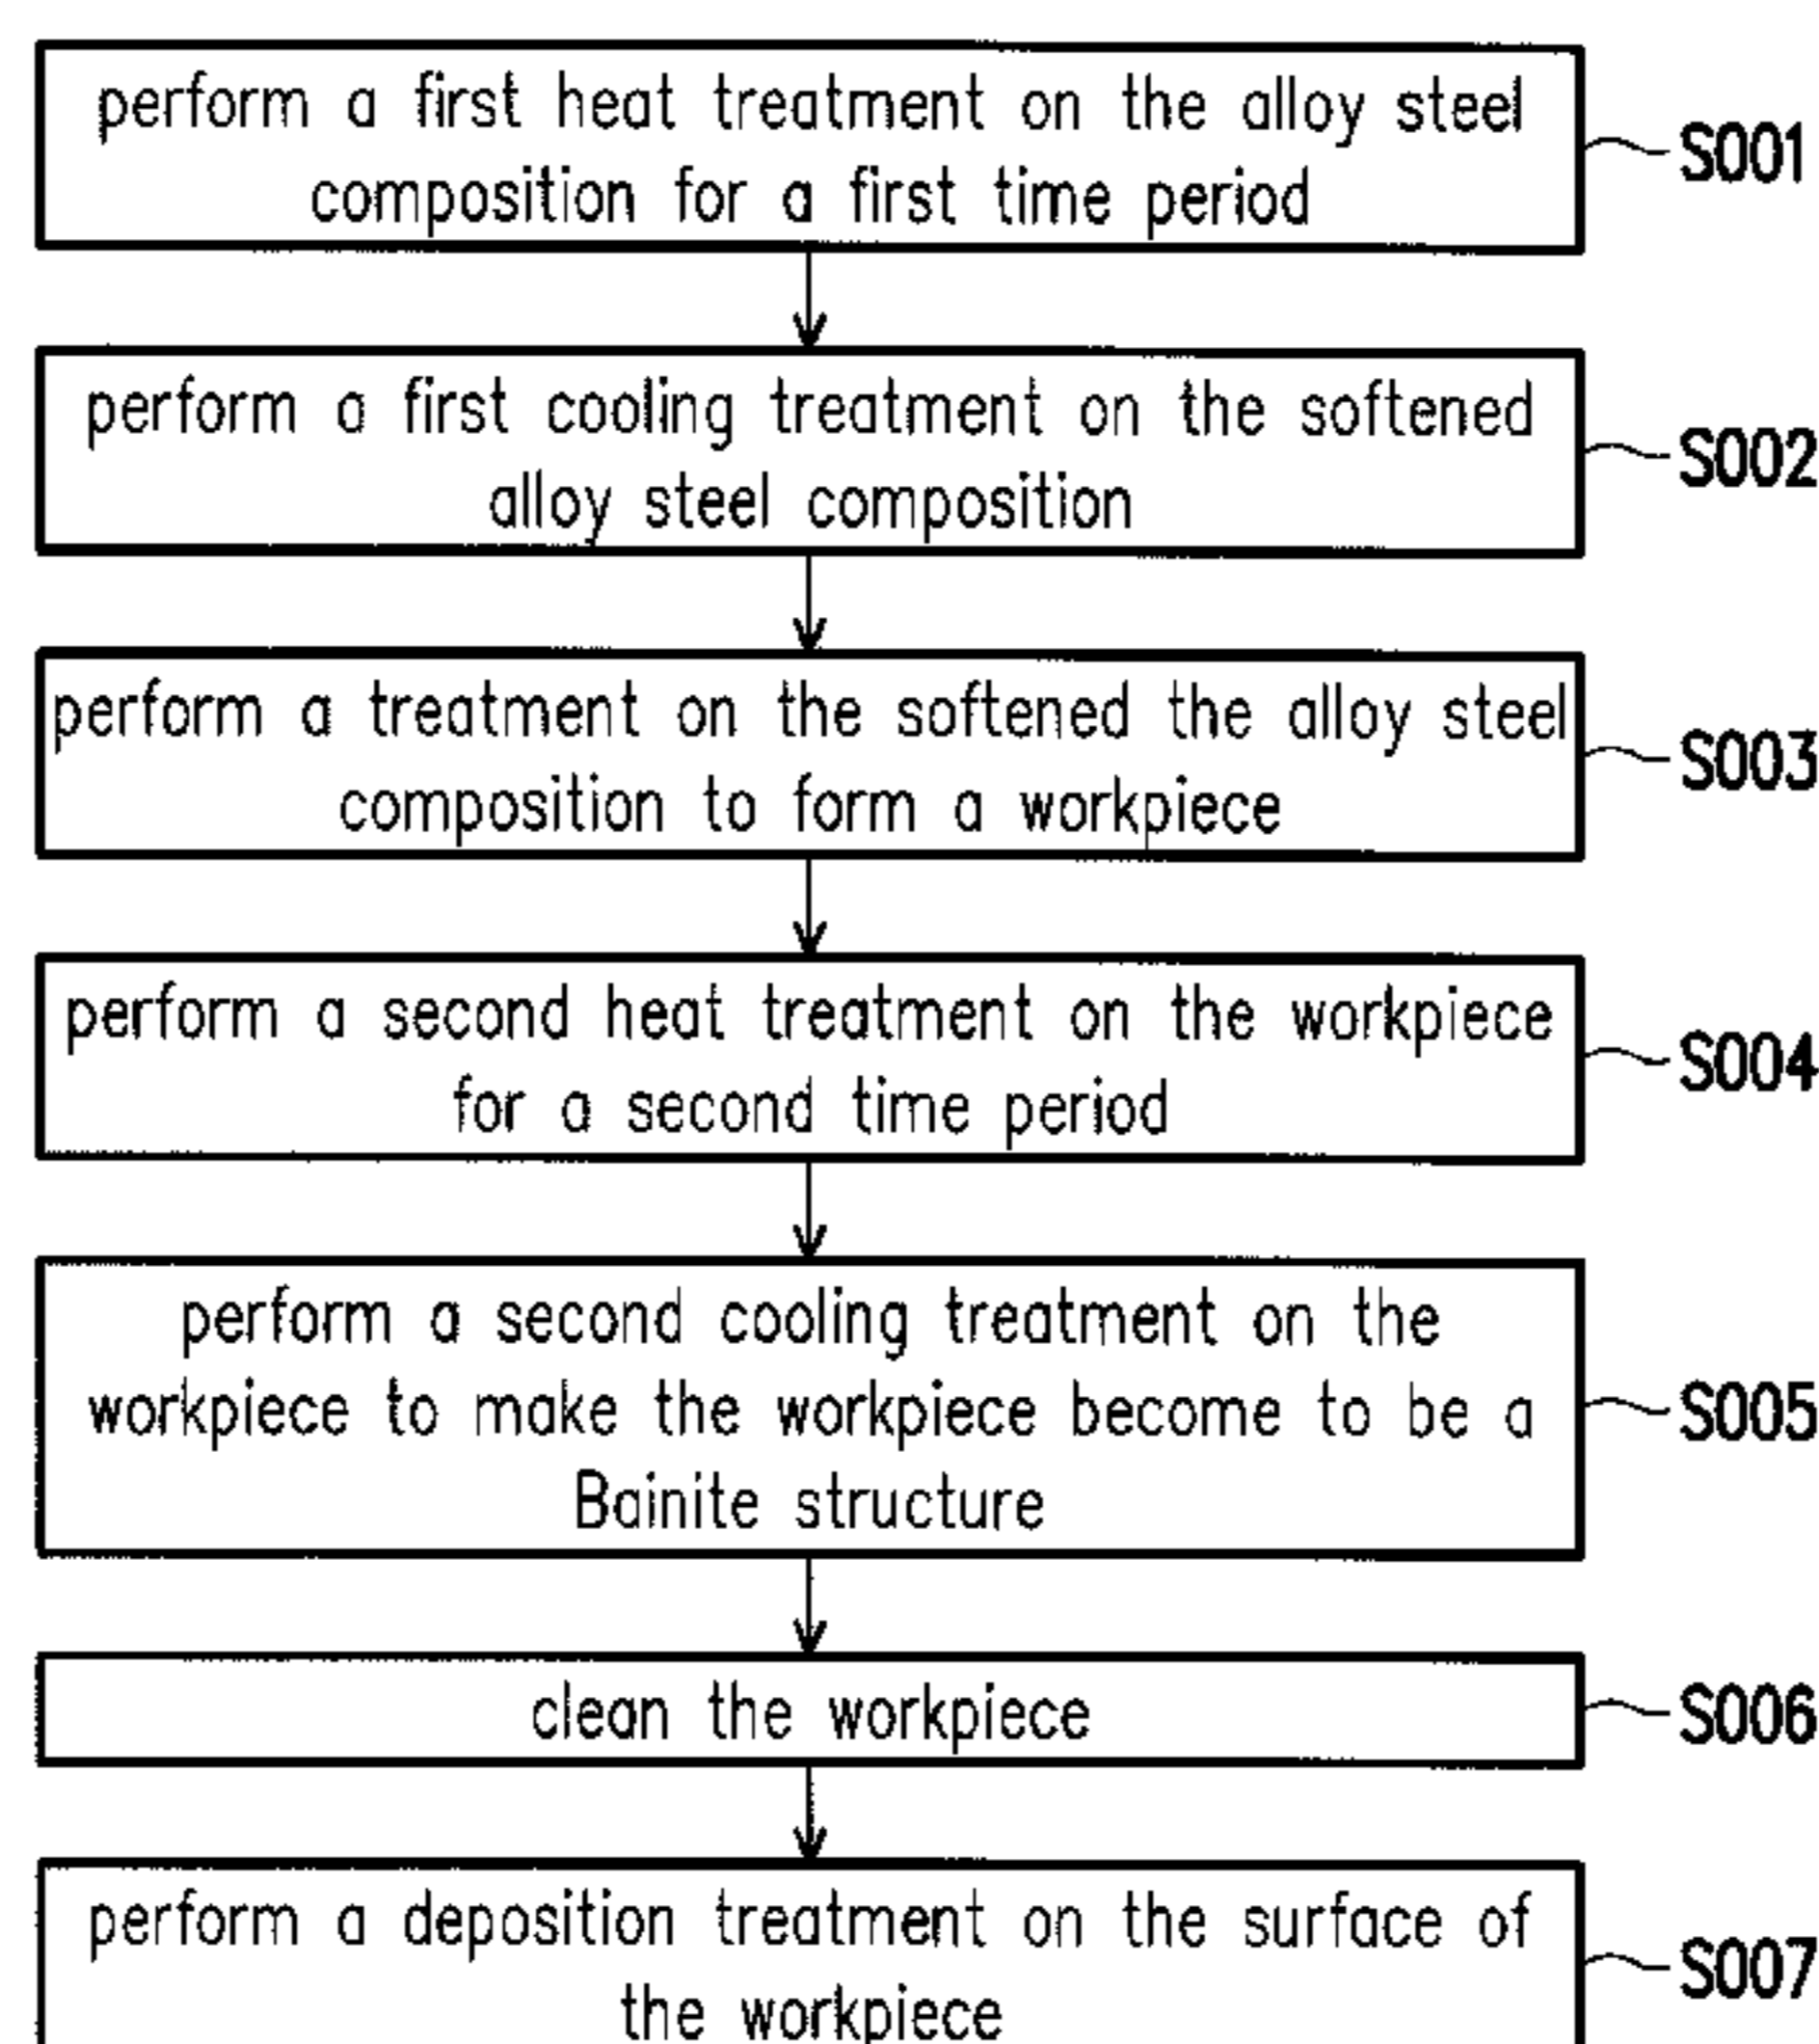 perform a first heat treatment on the alloy steel
composition for a first time period
S001
perform a first cooling treatment on the softened
alloy steel composition
S002
perform a treatment on the softened the alloy steel
composition to form a workpiece
S003
perform a second heat treatment on the workpiece
for a second time period
S004
perform a second cooling treatment on the
workpiece to make the workpiece become to be a
Bainite structure
S005
clean the workpiece
S006
perform a deposition treatment on the surface of
the workpiece
S007